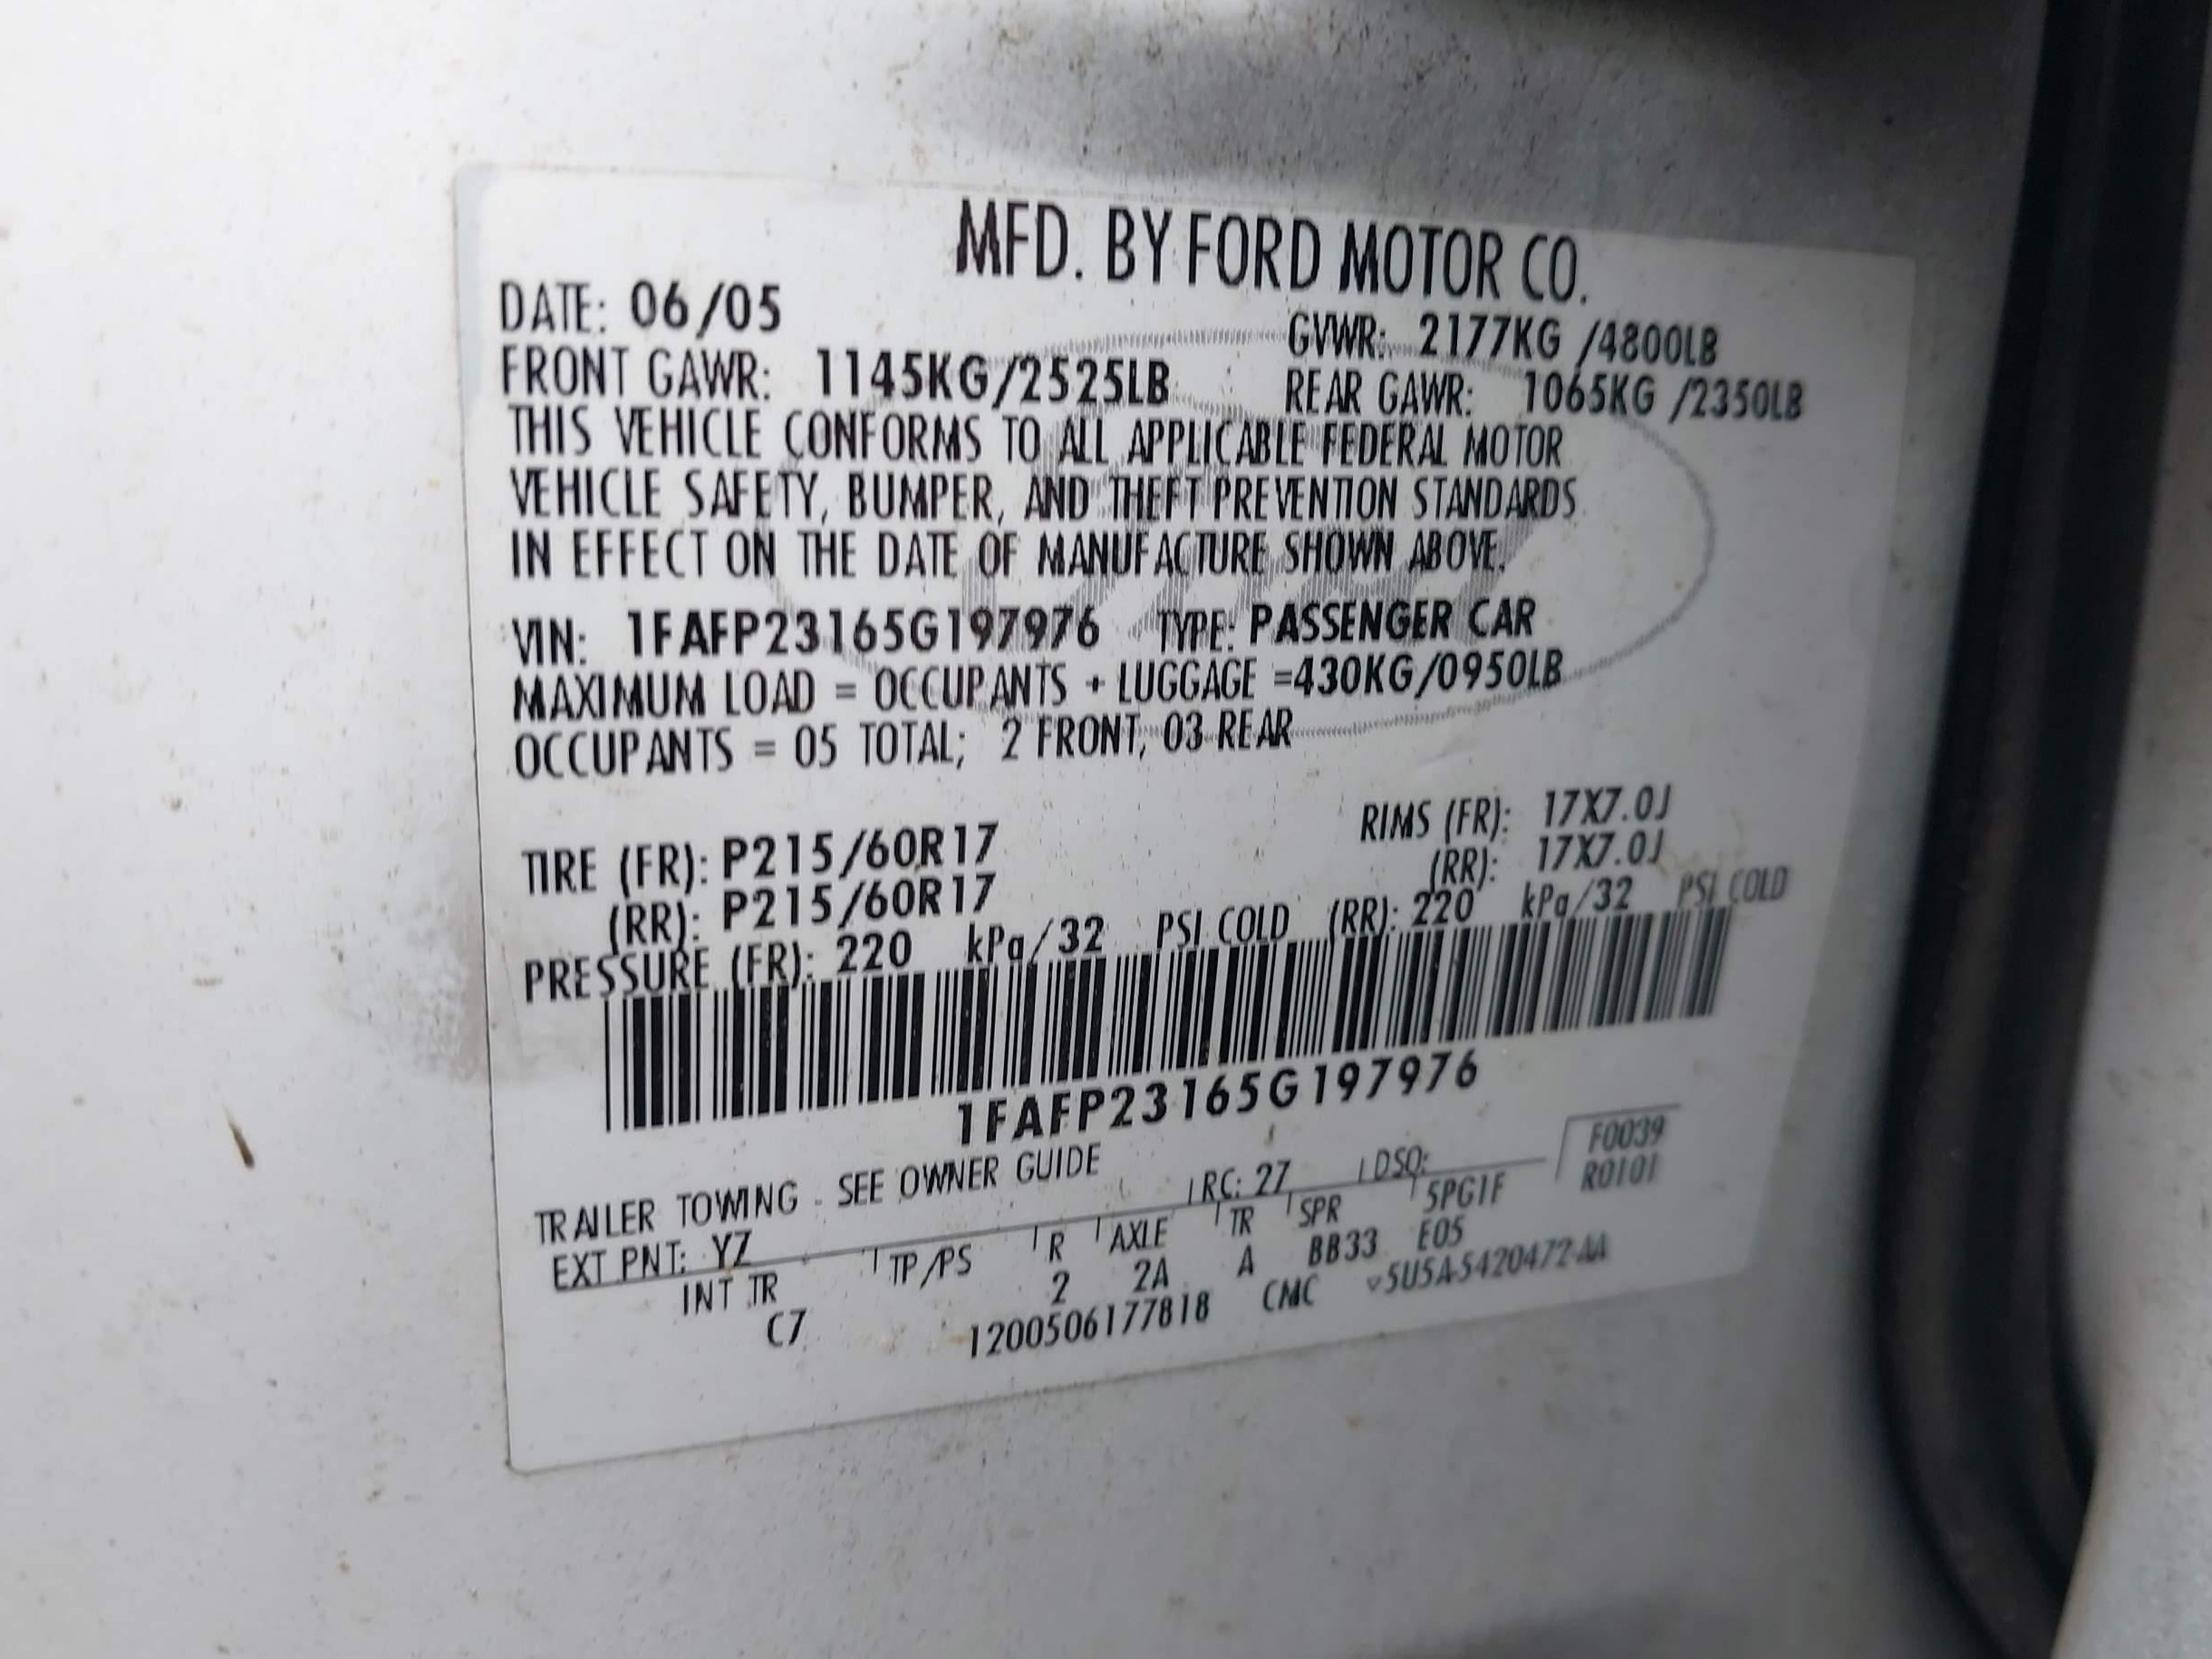 MFD. BY FORD MOTOR CO.
DATE: 06/05 GVWR: 2177KG /4800LB
FRONT GAWR: 1145KG/2525LB REAR GAWR: 1065KG /2350LB
THIS VEHICLE CONFORMS TO ALL APPLICABLE FEDERAL MOTOR
VEHICLE SAFETY, BUMPER, AND THEFT PREVENTION STANDARDS
IN EFFECT ON THE DATE OF MANUFACTURE SHOWN ABOVE.
VIN: 1FAFP23165G197976 TYPE: PASSENGER CAR
MAXIMUM LOAD = OCCUPANTS + LUGGAGE =430KG/0950LB
OCCUPANTS = 05 TOTAL; 2 FRONT, 03 REAR
TIRE (FR): P215/60R17 RIMS (FR): 17X7.0J
(RR): P215/60R17 (RR): 17X7.0J
PRESSURE (FR): 220 kPa/32 PSI COLD (RR): 220 kPa/32 PSI COLD
1FAFP23165G197976
TRAILER TOWING - SEE OWNER GUIDE
EXT PNT: YZ RC: 27 DSO: F0039
INT TR TP/PS R AXLE TR SPR 5PG1F R0101
C7 2 2A A BB33 E05
1200506177818 CMC 5U5A-5420472-AA